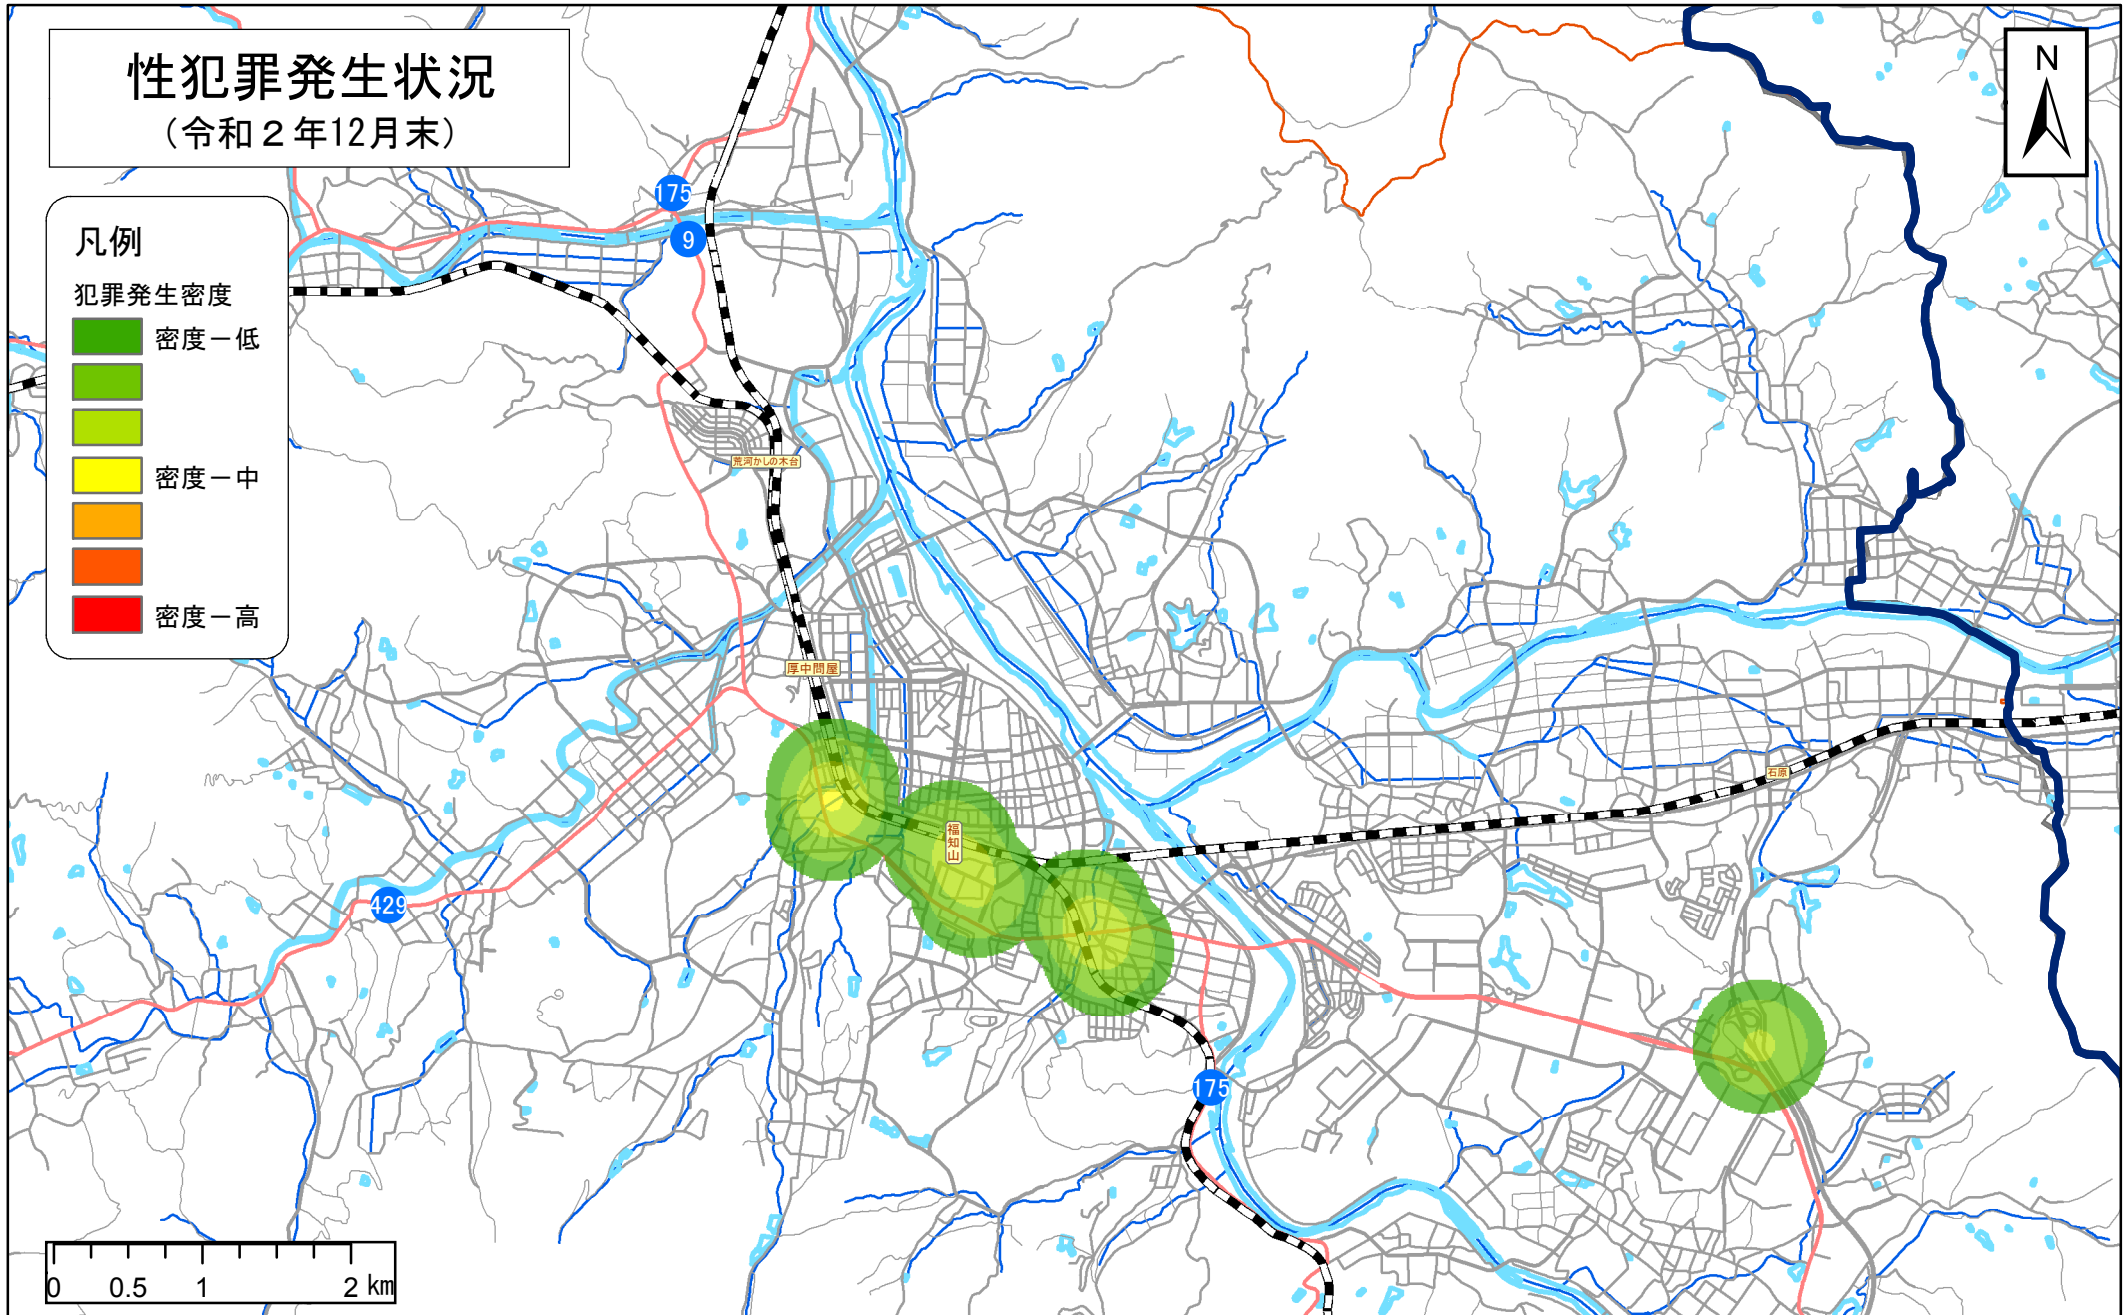 性犯罪発生状況
（令和２年12月末）
N
凡例
犯罪発生密度
密度－低
密度－中
密度－高
175
9
荒河かしの木台
厚中問屋
福知山
石原
429
175
0 0.5 1 2 km